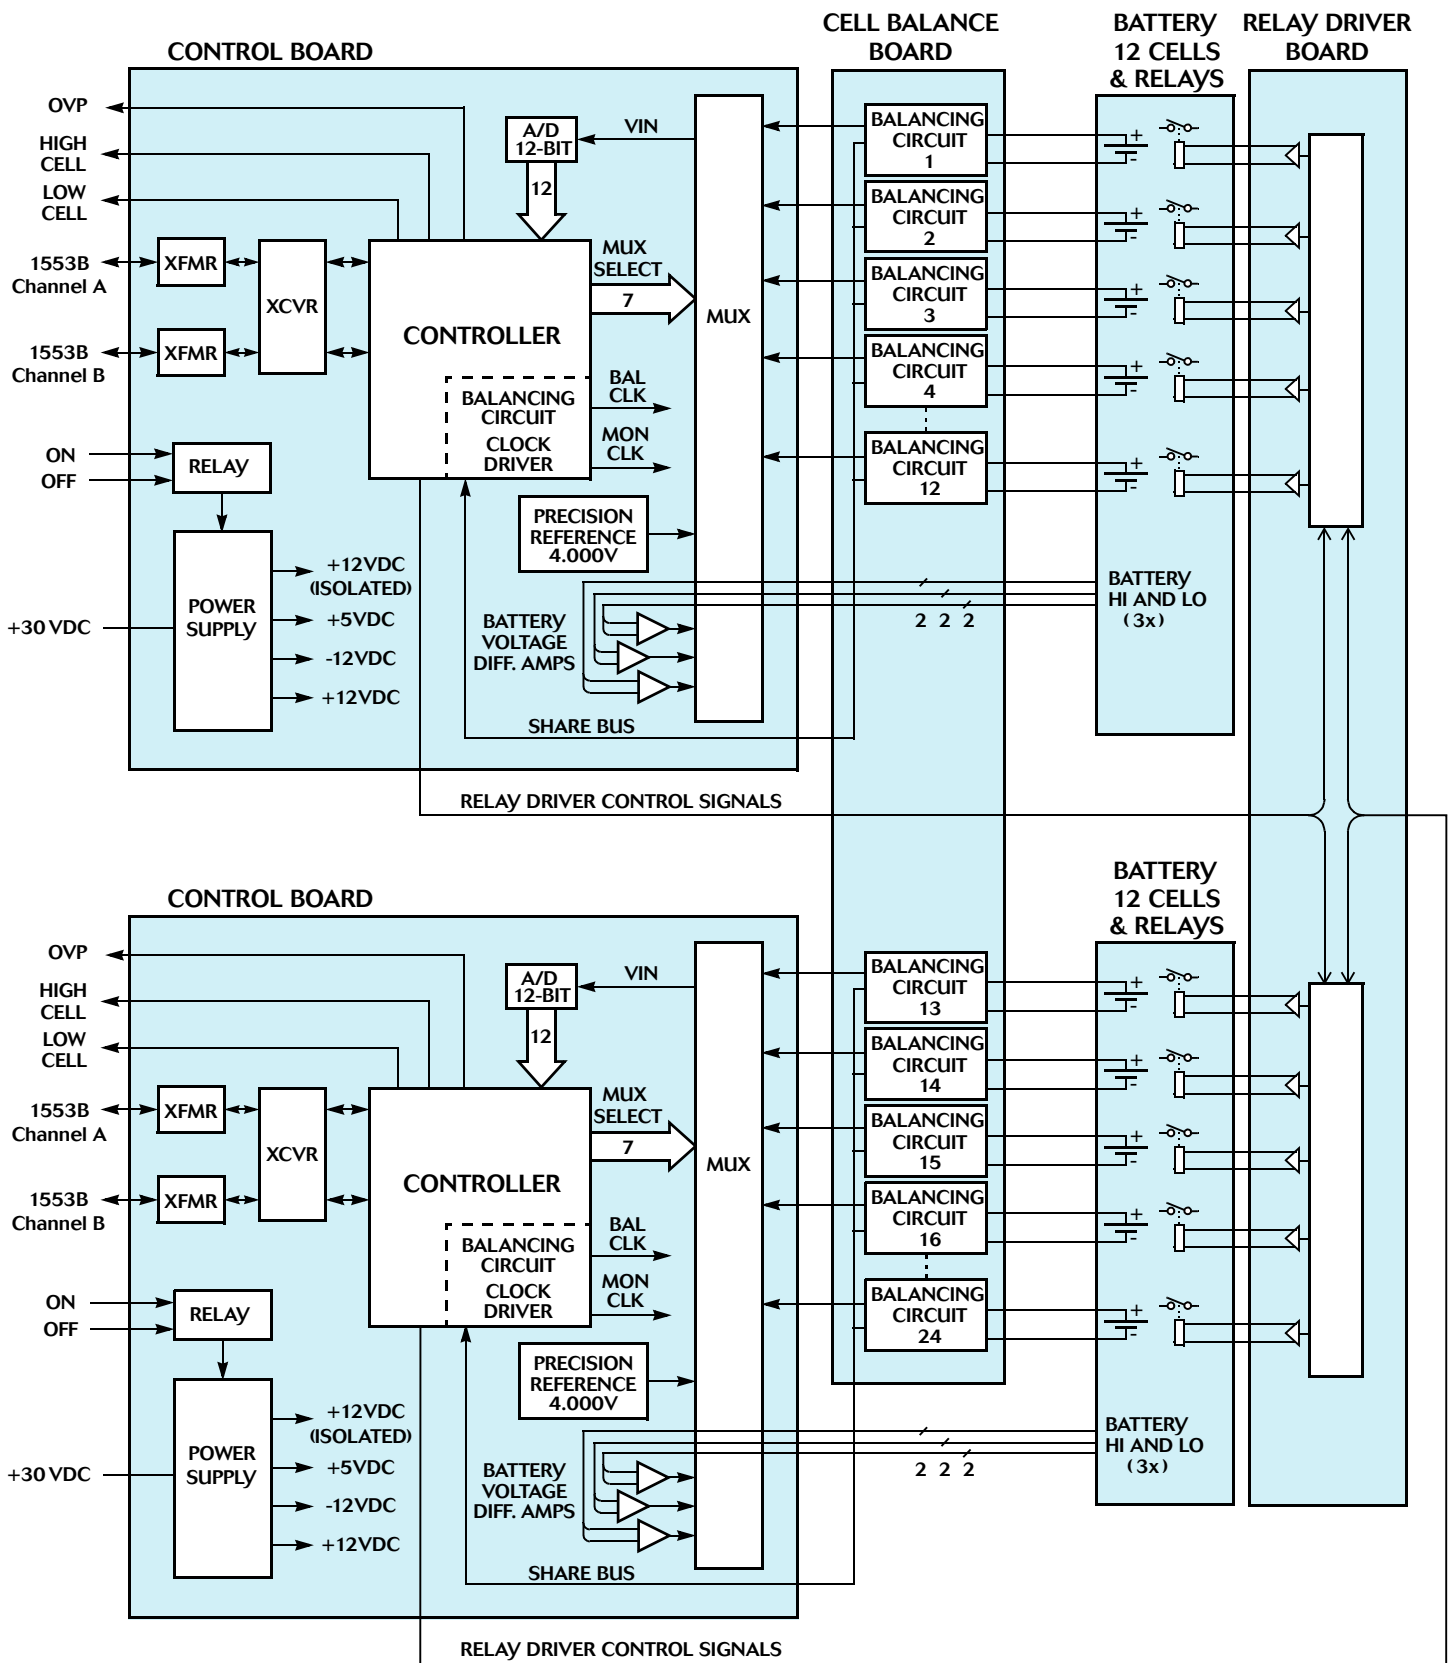 CELL BALANCE
BOARD
BATTERY
12 CELLS
& RELAYS
RELAY DRIVER
BOARD
CONTROL BOARD
OVP
HIGH
CELL
LOW
CELL
1553B
Channel A
1553B
Channel B
XFMR
XFMR
XCVR
A/D
12-BIT
VIN
12
MUX
SELECT
7
CONTROLLER
BALANCING
CIRCUIT
CLOCK
DRIVER
BAL
CLK
MON
CLK
MUX
ON
OFF
RELAY
+30 VDC
POWER
SUPPLY
+12VDC
(ISOLATED)
+5VDC
-12VDC
+12VDC
PRECISION
REFERENCE
4.000V
BATTERY
VOLTAGE
DIFF. AMPS
SHARE BUS
BALANCING
CIRCUIT
1
BALANCING
CIRCUIT
2
BALANCING
CIRCUIT
3
BALANCING
CIRCUIT
4
BALANCING
CIRCUIT
12
+
-
+
-
+
-
+
-
+
-
2 2 2
BATTERY
HI AND LO
(3x)
RELAY DRIVER CONTROL SIGNALS
BATTERY
12 CELLS
& RELAYS
CONTROL BOARD
OVP
HIGH
CELL
LOW
CELL
1553B
Channel A
1553B
Channel B
XFMR
XFMR
XCVR
A/D
12-BIT
VIN
12
MUX
SELECT
7
CONTROLLER
BALANCING
CIRCUIT
CLOCK
DRIVER
BAL
CLK
MON
CLK
MUX
ON
OFF
RELAY
+30 VDC
POWER
SUPPLY
+12VDC
(ISOLATED)
+5VDC
-12VDC
+12VDC
PRECISION
REFERENCE
4.000V
BATTERY
VOLTAGE
DIFF. AMPS
SHARE BUS
BALANCING
CIRCUIT
13
BALANCING
CIRCUIT
14
BALANCING
CIRCUIT
15
BALANCING
CIRCUIT
16
BALANCING
CIRCUIT
24
+
-
+
-
+
-
+
-
+
-
2 2 2
BATTERY
HI AND LO
(3x)
RELAY DRIVER CONTROL SIGNALS